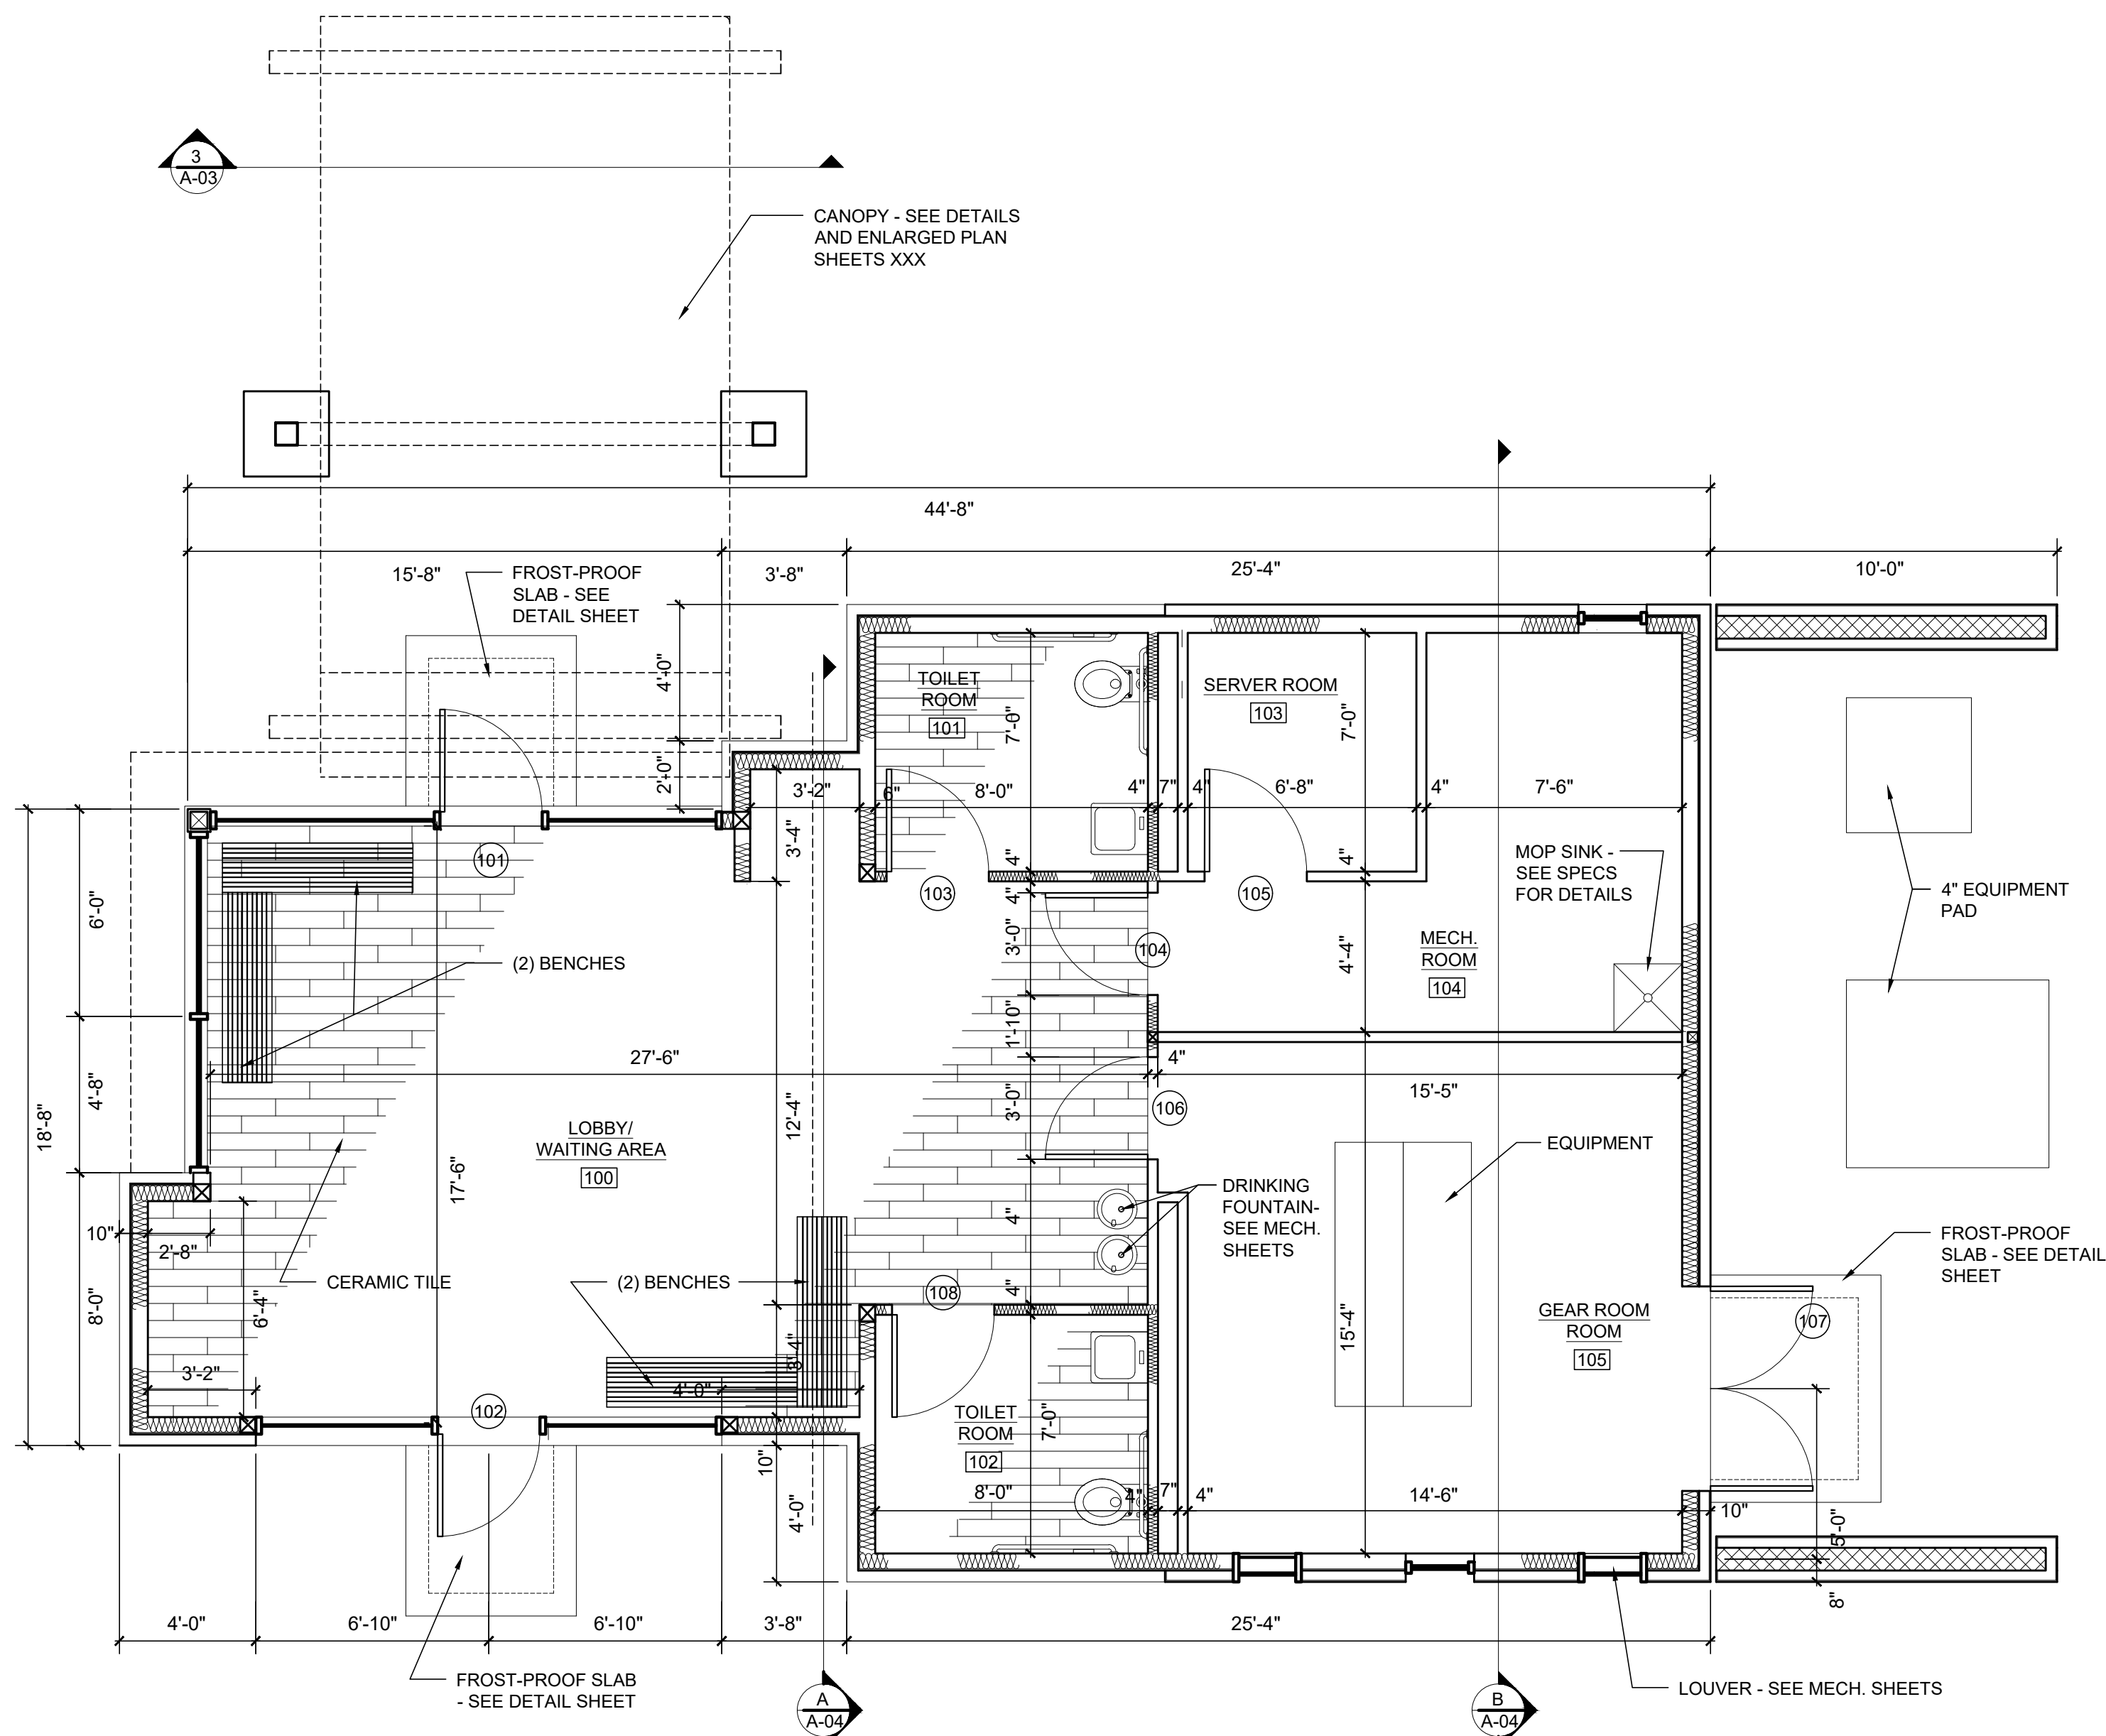 3
A-03
CANOPY - SEE DETAILS
AND ENLARGED PLAN
SHEETS XXX
44'-8"
15'-8"
3'-8"
25'-4"
10'-0"
FROST-PROOF
SLAB - SEE
DETAIL SHEET
4'-0"
2'-0"
TOILET
ROOM
101
7'-0"
SERVER ROOM
103
7'-0"
3'-2"
6"
8'-0"
4"
7"
4"
6'-8"
4"
7'-6"
3'-4"
4"
4"
101
103
105
MOP SINK -
SEE SPECS
FOR DETAILS
4" EQUIPMENT
PAD
6'-0"
4"
3'-0"
104
4'-4"
MECH.
ROOM
104
(2) BENCHES
1'-10"
27'-6"
4"
15'-5"
4'-8"
18'-8"
12'-4"
3'-0"
106
LOBBY/
WAITING AREA
100
17'-6"
EQUIPMENT
DRINKING
FOUNTAIN-
SEE MECH.
SHEETS
4"
10"
2'-8"
FROST-PROOF
SLAB - SEE DETAIL
SHEET
CERAMIC TILE
(2) BENCHES
108
4"
8'-0"
6'-4"
GEAR ROOM
ROOM
105
107
15'-4"
3'-4"
3'-2"
4'-0"
102
TOILET
ROOM
102
7'-0"
10"
8'-0"
4"
7"
4"
14'-6"
10"
4'-0"
5'-0"
8"
4'-0"
6'-10"
6'-10"
3'-8"
25'-4"
FROST-PROOF SLAB
- SEE DETAIL SHEET
A
A-04
B
A-04
LOUVER - SEE MECH. SHEETS